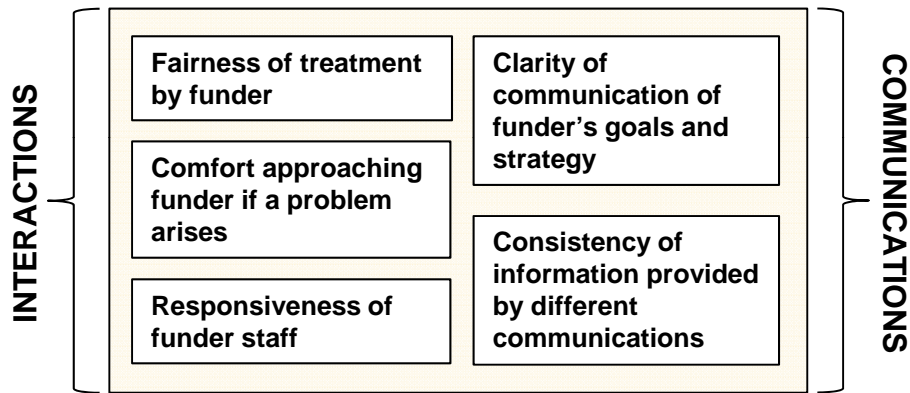 INTERACTIONS
Fairness of treatment
by funder
Comfort approaching
funder if a problem
arises
Responsiveness of
funder staff
Clarity of
communication of
funder’s goals and
strategy
Consistency of
information provided
by different
communications
COMMUNICATIONS